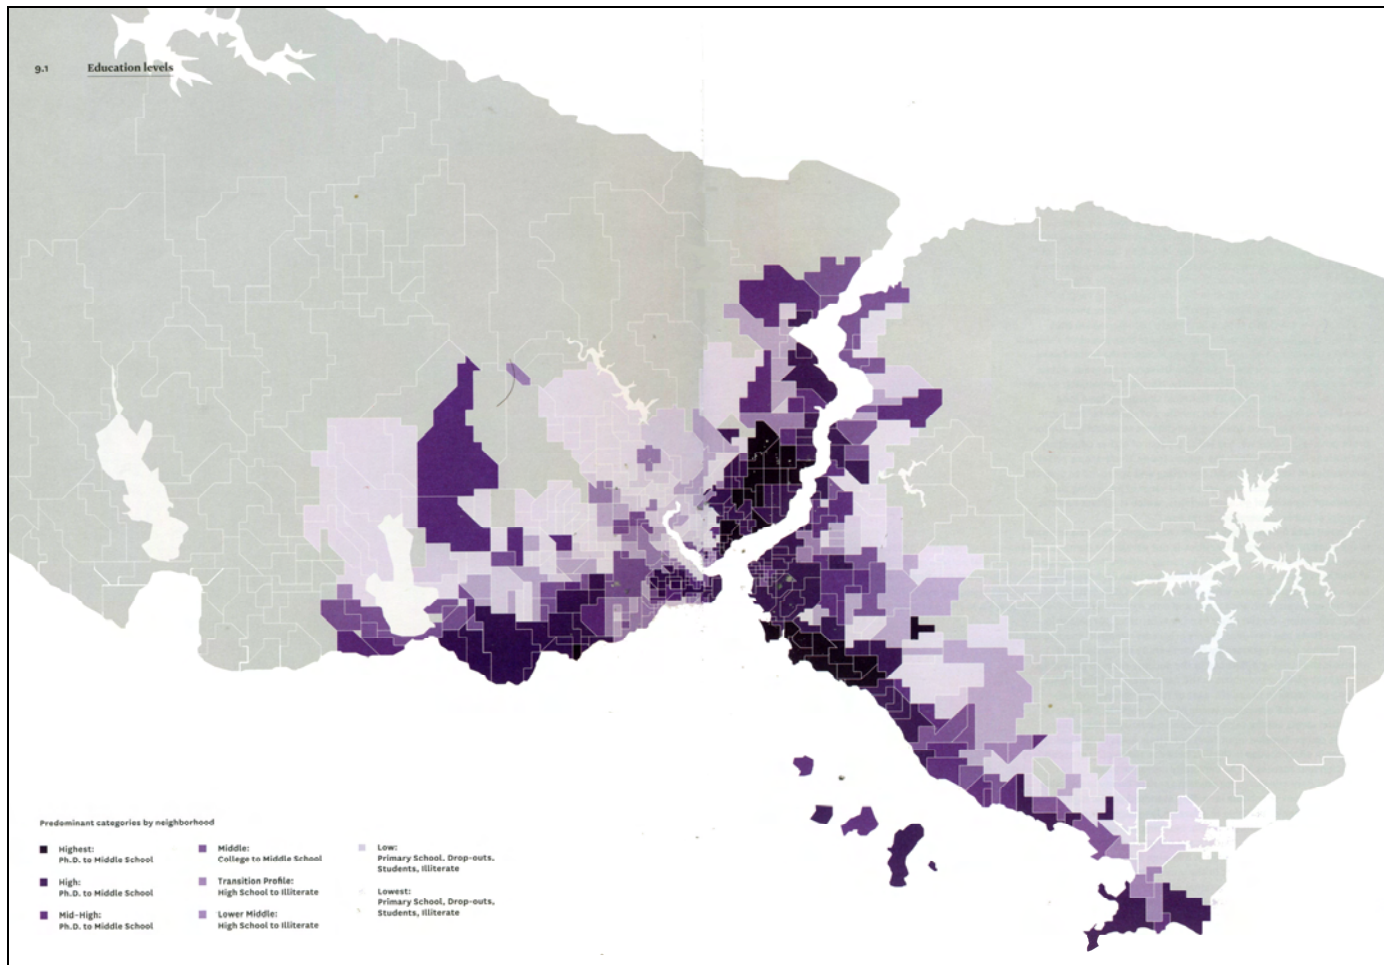 9.1 Education levels
Predominant categories by neighborhood
Highest:
Ph.D. to Middle School
High:
Ph.D. to Middle School
Mid-High:
Ph.D. to Middle School
Middle:
College to Middle School
Transition Profile:
High School to Illiterate
Lower Middle:
High School to Illiterate
Low:
Primary School, Drop-outs,
Students, Illiterate
Lowest:
Primary School, Drop-outs,
Students, Illiterate